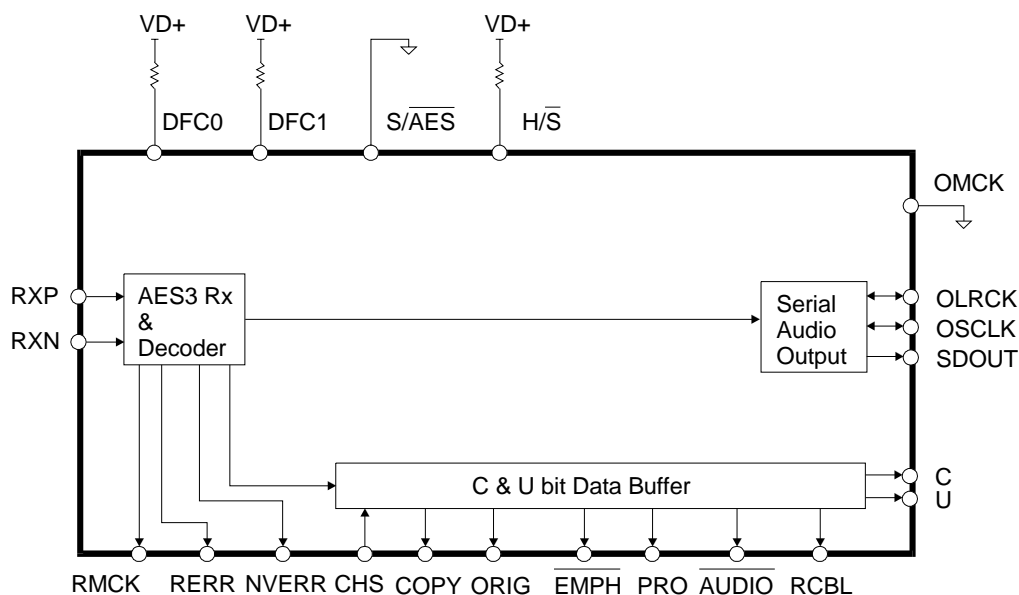 VD+ VD+ VD+
DFC0 DFC1 S/AES H/S
OMCK
RXP
RXN
AES3 Rx
&
Decoder
Serial
Audio
Output
OLRCK
OSCLK
SDOUT
C & U bit Data Buffer
C
U
RMCK RERR NVERR CHS COPY ORIG EMPH PRO AUDIO RCBL